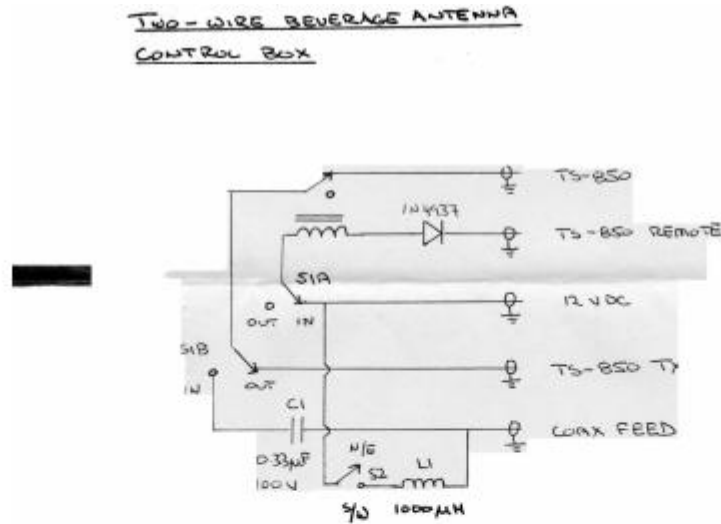 TWO-WIRE BEVERAGE ANTENNA
CONTROL BOX
TS-850
1N4937
TS-850 REMOTE
S1A
OUT IN
12 VDC
S1B
IN
OUT
TS-850 TX
C1
COAX FEED
0.33µF
100V
N/E
S2
L1
S/W
1000µH